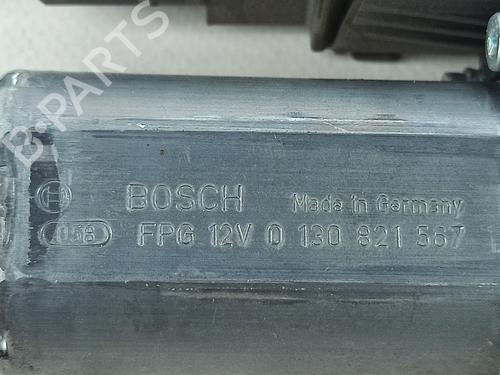 B-PARTS
BOSCH Made in Germany
058 FPG 12V 0 130 821 567